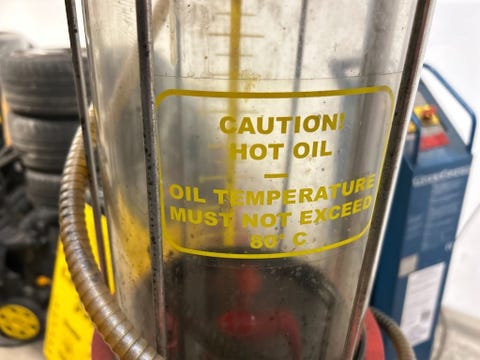 CAUTION!
HOT OIL
—
OIL TEMPERATURE
MUST NOT EXCEED
80° C